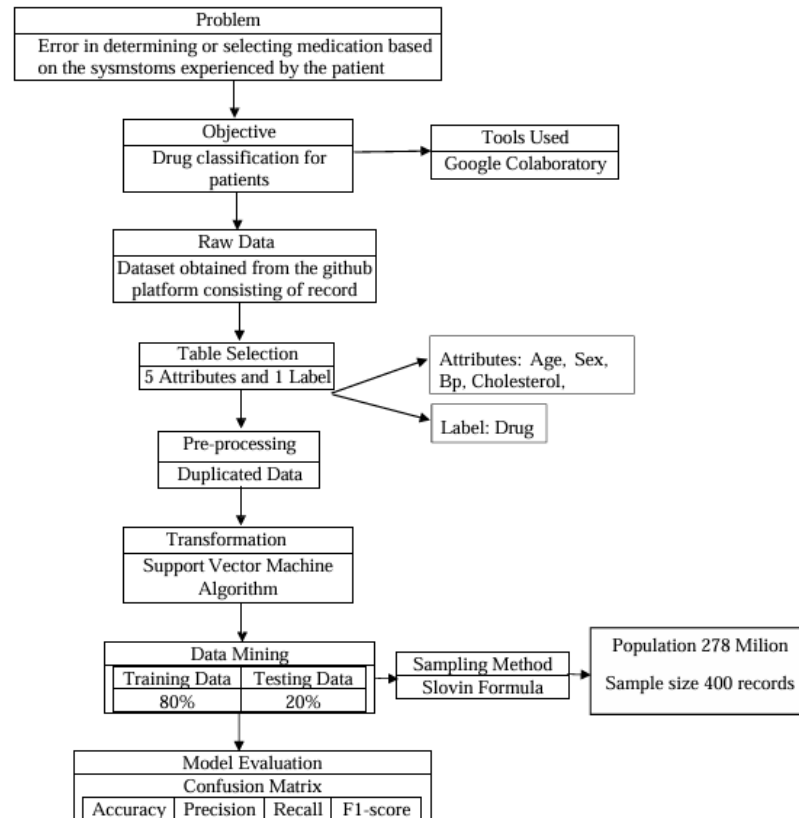 Problem
Error in determining or selecting medication based
on the sysmstoms experienced by the patient
Objective
Drug classification for
patients
Tools Used
Google Colaboratory
Raw Data
Dataset obtained from the github
platform consisting of record
Table Selection
5 Attributes and 1 Label
Attributes: Age, Sex,
Bp, Cholesterol,
Label: Drug
Pre-processing
Duplicated Data
Transformation
Support Vector Machine
Algorithm
Data Mining
Training Data Testing Data
80% 20%
Sampling Method
Slovin Formula
Population 278 Milion
Sample size 400 records
Model Evaluation
Confusion Matrix
Accuracy Precision Recall F1-score